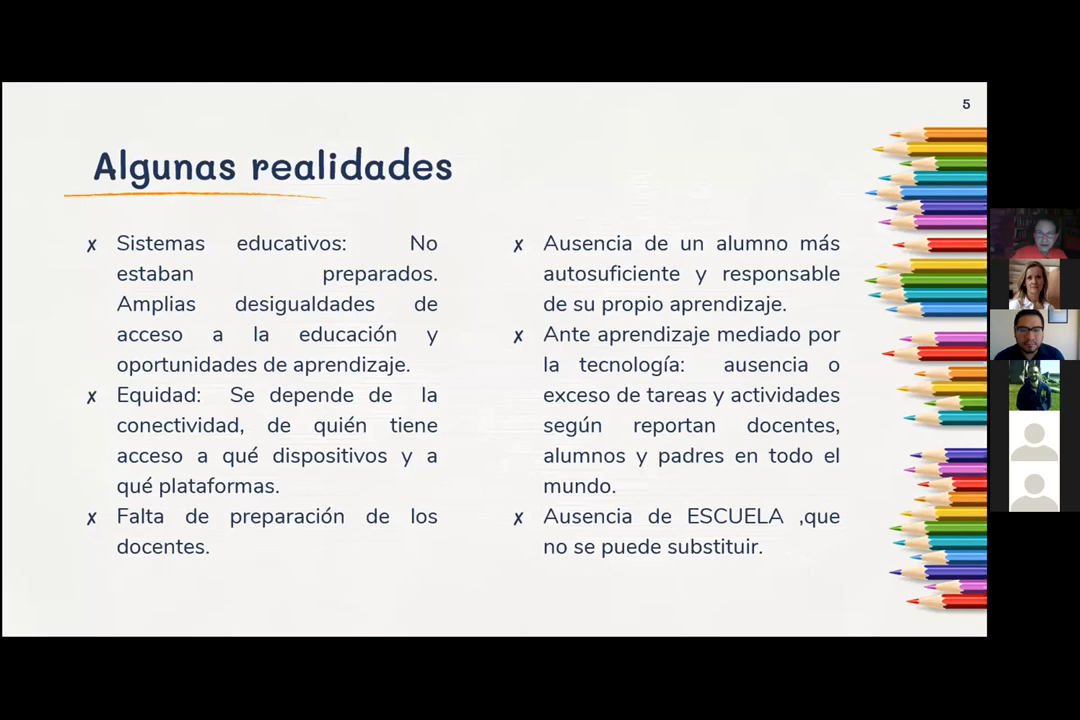 5
Algunas realidades
✗ Sistemas educativos: No
estaban preparados.
Amplias desigualdades de
acceso a la educación y
oportunidades de aprendizaje.
✗ Equidad: Se depende de la
conectividad, de quién tiene
acceso a qué dispositivos y a
qué plataformas.
✗ Falta de preparación de los
docentes.
✗ Ausencia de un alumno más
autosuficiente y responsable
de su propio aprendizaje.
✗ Ante aprendizaje mediado por
la tecnología: ausencia o
exceso de tareas y actividades
según reportan docentes,
alumnos y padres en todo el
mundo.
✗ Ausencia de ESCUELA ,que
no se puede substituir.